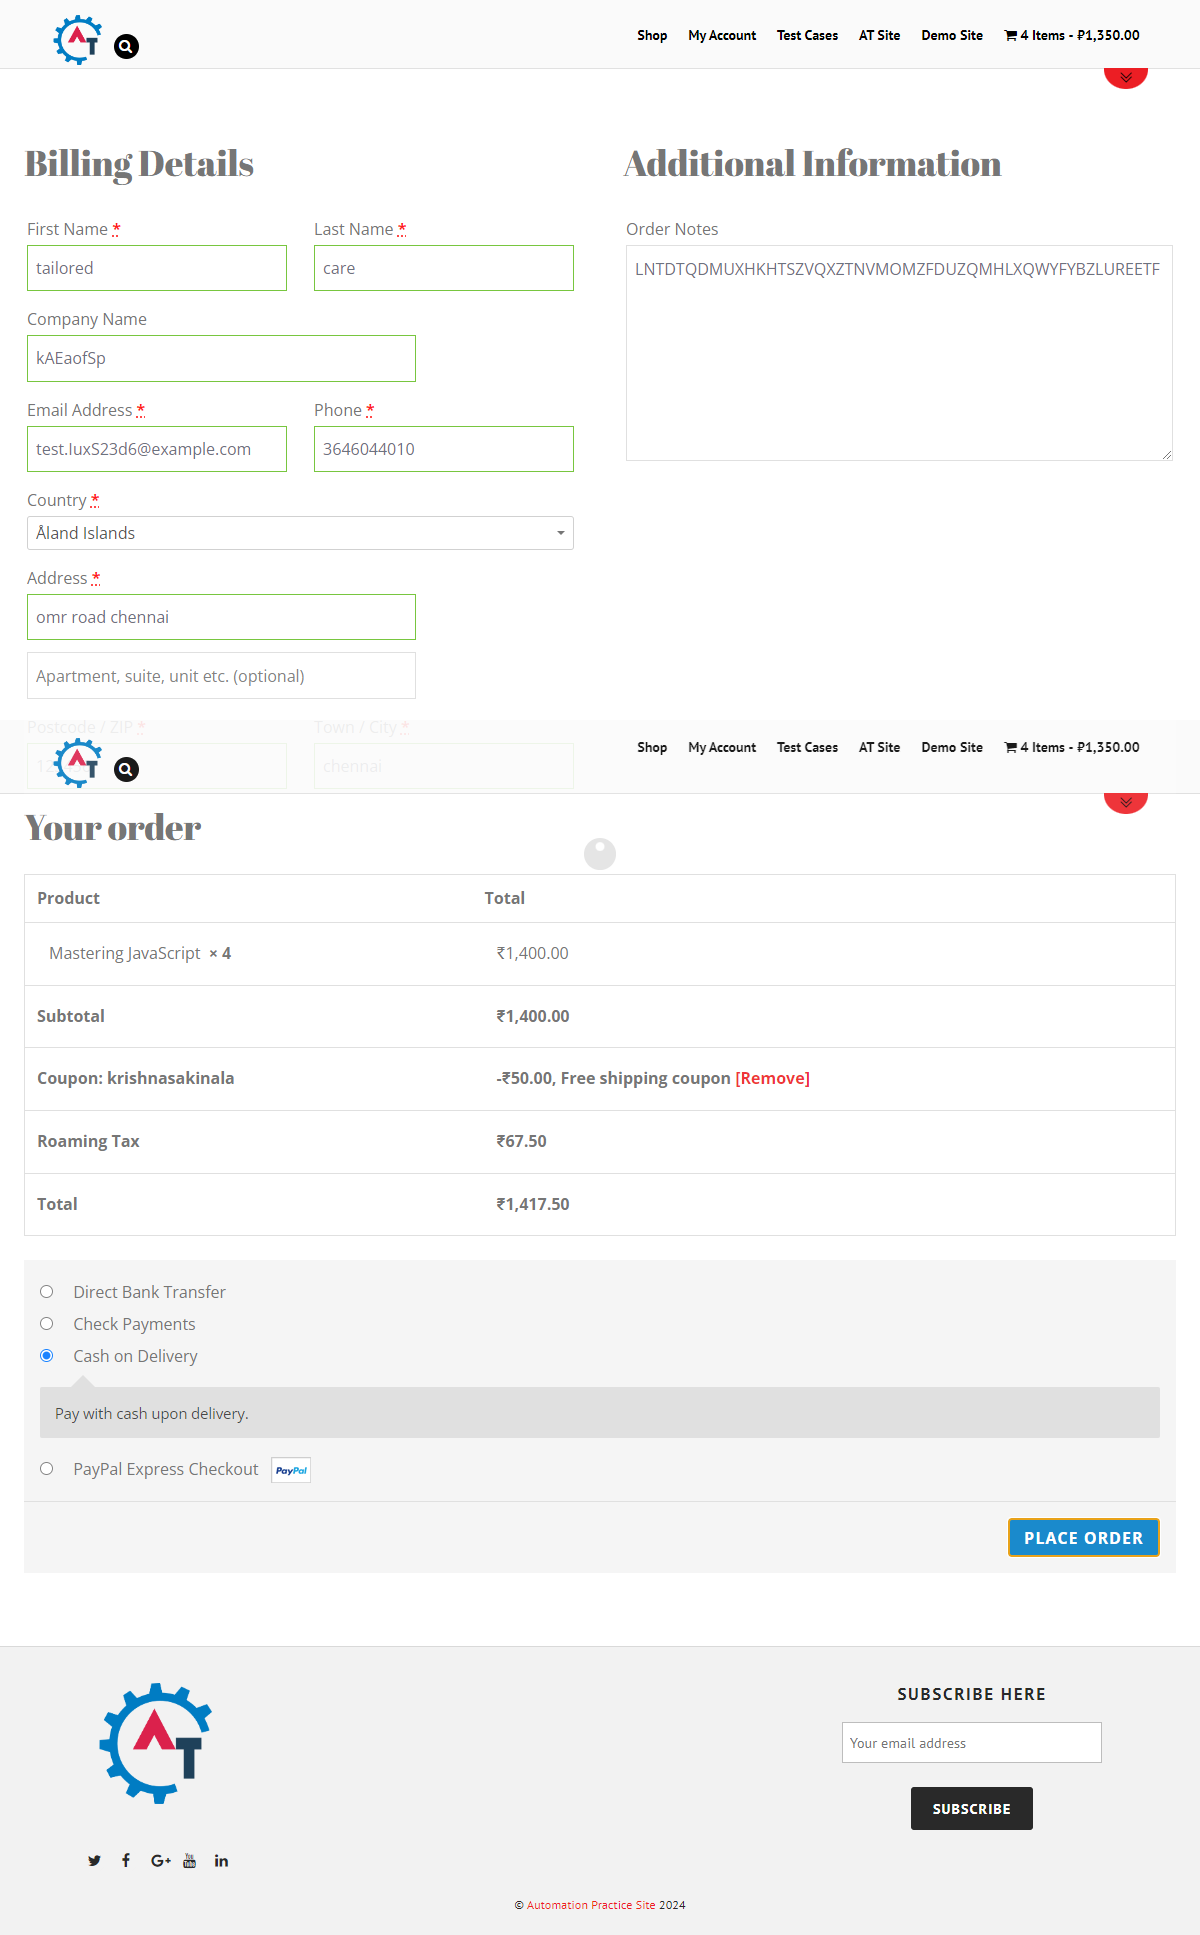 AT
Shop My Account Test Cases AT Site Demo Site 4 Items - ₽1,350.00
Billing Details
Additional Information
First Name *
Last Name *
Order Notes
tailored
care
LNTDTQDMUXHKHTSZVQXZTNVMOMZFDUZQMHLXQWYFYBZLUREETF
Company Name
kAEaofSp
Email Address *
Phone *
test.IuxS23d6@example.com
3646044010
Country *
Åland Islands
Address *
omr road chennai
Apartment, suite, unit etc. (optional)
Postcode / ZIP *
Town / City *
chennai
AT
Shop My Account Test Cases AT Site Demo Site 4 Items - ₽1,350.00
Your order
Product Total
Mastering JavaScript × 4 ₹1,400.00
Subtotal ₹1,400.00
Coupon: krishnasakinala -₹50.00, Free shipping coupon [Remove]
Roaming Tax ₹67.50
Total ₹1,417.50
Direct Bank Transfer
Check Payments
Cash on Delivery
Pay with cash upon delivery.
PayPal Express Checkout PayPal
PLACE ORDER
AT
SUBSCRIBE HERE
Your email address
SUBSCRIBE
© Automation Practice Site 2024